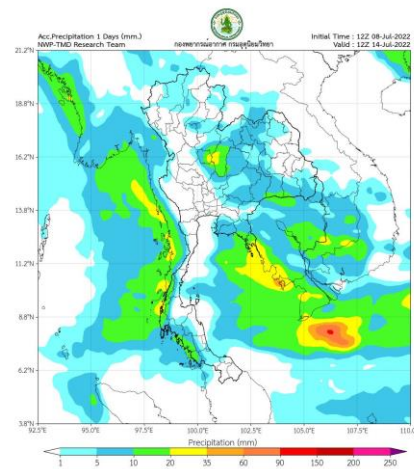 Acc.Precipitation 1 Days (mm.)
NWP-TMD Research Team
กองพยากรณ์อากาศ กรมอุตุนิยมวิทยา
Initial Time : 12Z 08-Jul-2022
Valid : 12Z 14-Jul-2022
21.2°N
18.8°N
16.2°N
13.8°N
11.2°N
8.8°N
6.2°N
3.8°N
92.5°E 95.0°E 97.5°E 100.0°E 102.5°E 105.0°E 107.5°E 110.0°E
Precipitation (mm)
1 5 10 20 35 60 90 150 200 250